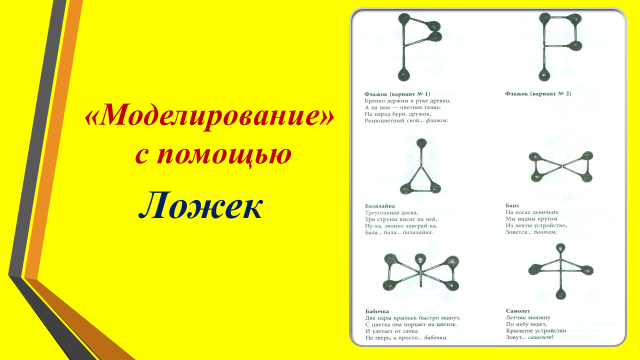 «Моделирование»
с помощью
Ложек
Флажок (вариант № 1)
Крепко держим в руке древко,
А на нем — цветная ткань.
На парад бери, дружок,
Разноцветный свой... флажок.
Флажок (вариант № 2)
Балалайка
Треугольная доска,
Три струны висят на ней,
Ну-ка, звонко заиграй-ка,
Бала... бала... балалайка.
Бант
На косах девичьих
Мы видим кругом
Из ленты устройство,
Зовется... бантом.
Бабочка
Две пары крыльев быстро машут,
С цветка она порхает на цветок.
И улетает от сачка
Не зверь, а просто... бабочка.
Самолет
Летчик машину
По небу ведет,
Крылатое устройство
Зовут... самолет!